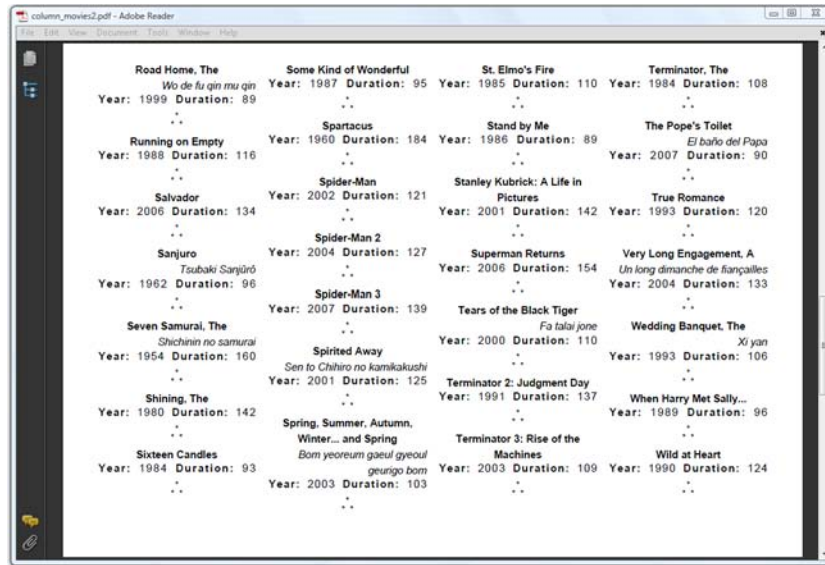 column_movies2.pdf - Adobe Reader
File Edit View Document Tools Window Help
Road Home, The
Wo de fu qin mu qin
Year: 1999 Duration: 89
Running on Empty
Year: 1988 Duration: 116
Salvador
Year: 2006 Duration: 134
Sanjuro
Tsubaki Sanjûrô
Year: 1962 Duration: 96
Seven Samurai, The
Shichinin no samurai
Year: 1954 Duration: 160
Shining, The
Year: 1980 Duration: 142
Sixteen Candles
Year: 1984 Duration: 93
Some Kind of Wonderful
Year: 1987 Duration: 95
Spartacus
Year: 1960 Duration: 184
Spider-Man
Year: 2002 Duration: 121
Spider-Man 2
Year: 2004 Duration: 127
Spider-Man 3
Year: 2007 Duration: 139
Spirited Away
Sen to Chihiro no kamikakushi
Year: 2001 Duration: 125
Spring, Summer, Autumn,
Winter... and Spring
Bom yeoreum gaeul gyeoul
geurigo bom
Year: 2003 Duration: 103
St. Elmo's Fire
Year: 1985 Duration: 110
Stand by Me
Year: 1986 Duration: 89
Stanley Kubrick: A Life in
Pictures
Year: 2001 Duration: 142
Superman Returns
Year: 2006 Duration: 154
Tears of the Black Tiger
Fa talai jone
Year: 2000 Duration: 110
Terminator 2: Judgment Day
Year: 1991 Duration: 137
Terminator 3: Rise of the
Machines
Year: 2003 Duration: 109
Terminator, The
Year: 1984 Duration: 108
The Pope's Toilet
El baño del Papa
Year: 2007 Duration: 90
True Romance
Year: 1993 Duration: 120
Very Long Engagement, A
Un long dimanche de fiançailles
Year: 2004 Duration: 133
Wedding Banquet, The
Xi yan
Year: 1993 Duration: 106
When Harry Met Sally...
Year: 1989 Duration: 96
Wild at Heart
Year: 1990 Duration: 124